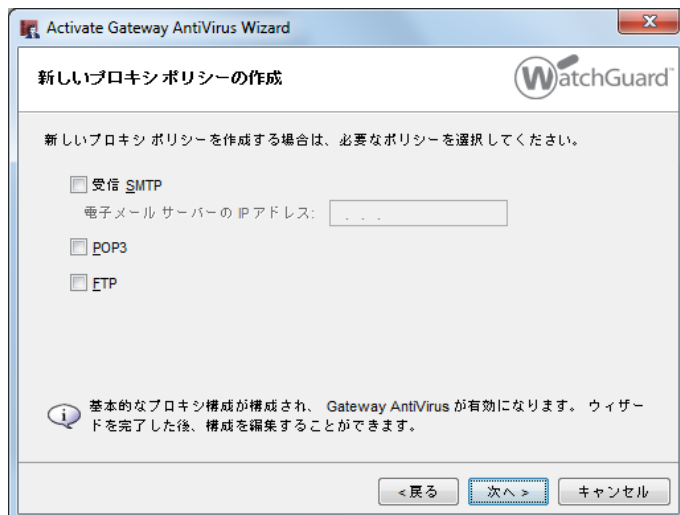 Activate Gateway AntiVirus Wizard
新しいプロキシ ポリシーの作成
WatchGuard
新しいプロキシ ポリシーを作成する場合は、必要なポリシーを選択してください。
受信 SMTP
電子メール サーバーの IP アドレス: . . .
POP3
FTP
基本的なプロキシ構成が構成され、 Gateway AntiVirus が有効になります。 ウィザー
ドを完了した後、構成を編集することができます。
<戻る 次へ > キャンセル